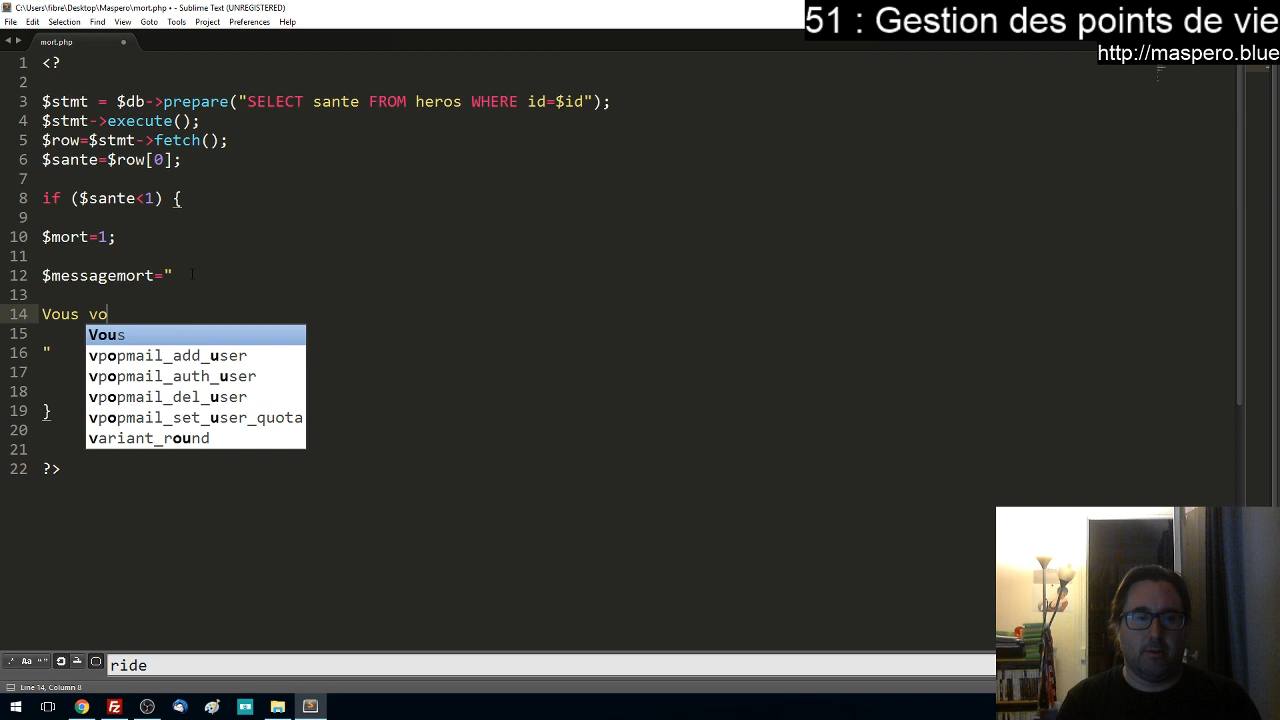 C:\Users\fibre\Desktop\Maspero\mort.php • - Sublime Text (UNREGISTERED)
File Edit Selection Find View Goto Tools Project Preferences Help
51 : Gestion des points de vie
http://maspero.blue
mort.php
1 <?
2
3 $stmt = $db->prepare("SELECT sante FROM heros WHERE id=$id");
4 $stmt->execute();
5 $row=$stmt->fetch();
6 $sante=$row[0];
7
8 if ($sante<1) {
9
10 $mort=1;
11
12 $messagemort="
13
14 Vous vo
15
16 "
17
18
19 }
20
21
22 ?>
Vous
vpopmail_add_user
vpopmail_auth_user
vpopmail_del_user
vpopmail_set_user_quota
variant_round
.* Aa ""
ride
Line 14, Column 8